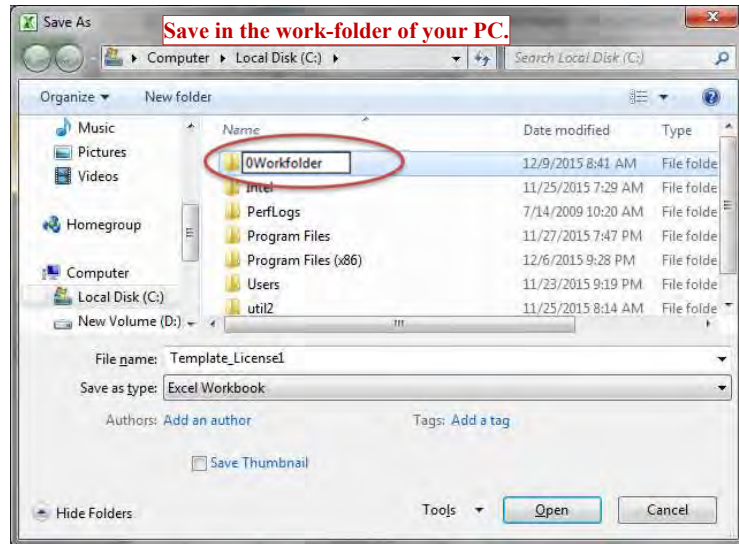 Save As
Save in the work-folder of your PC.
Computer Local Disk (C:)
Search Local Disk (C:)
Organize New folder
Name Date modified Type
Music
Pictures
Videos
Homegroup
Computer
Local Disk (C:)
New Volume (D:)
0Workfolder 12/9/2015 8:41 AM File folde
Intel 11/25/2015 7:29 AM File folde
PerfLogs 7/14/2009 10:20 AM File folde
Program Files 11/27/2015 7:47 PM File folde
Program Files (x86) 12/6/2015 9:28 PM File folde
Users 11/23/2015 9:19 PM File folde
util2 11/25/2015 8:14 AM File folde
File name: Template_License1
Save as type: Excel Workbook
Authors: Add an author Tags: Add a tag
Save Thumbnail
Hide Folders Tools Open Cancel